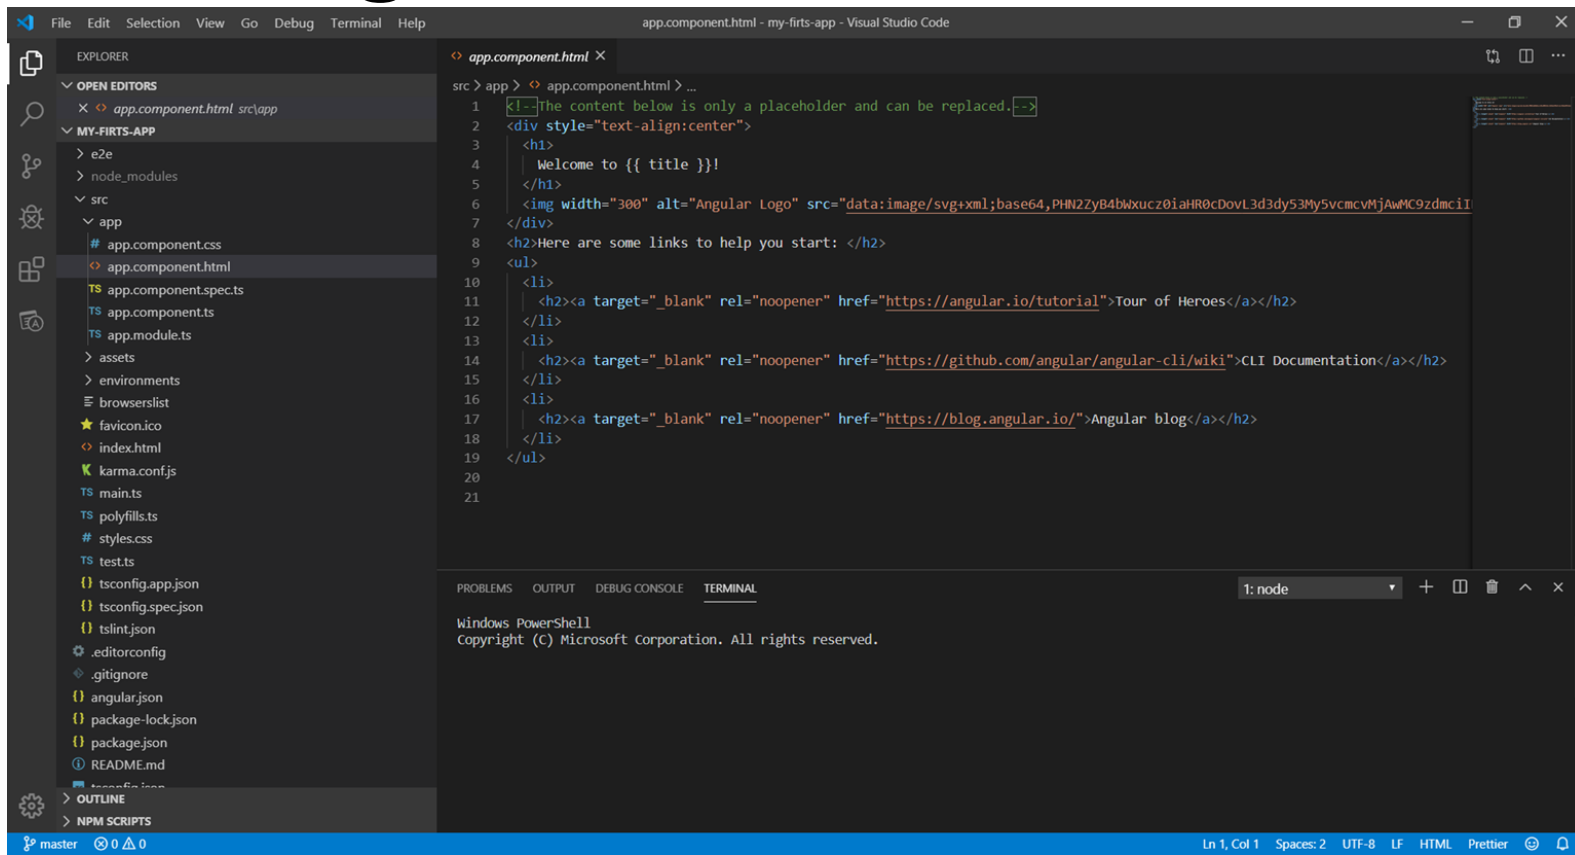 File Edit Selection View Go Debug Terminal Help
app.component.html - my-firts-app - Visual Studio Code
EXPLORER
OPEN EDITORS
app.component.html src\app
MY-FIRTS-APP
e2e
node_modules
src
app
# app.component.css
<> app.component.html
TS app.component.spec.ts
TS app.component.ts
TS app.module.ts
assets
environments
browserslist
favicon.ico
<> index.html
karma.conf.js
TS main.ts
TS polyfills.ts
# styles.css
TS test.ts
{} tsconfig.app.json
{} tsconfig.spec.json
{} tslint.json
.editorconfig
.gitignore
{} angular.json
{} package-lock.json
{} package.json
README.md
tsconfig.json
OUTLINE
NPM SCRIPTS
<> app.component.html
src > app > <> app.component.html > ...
1 <!--The content below is only a placeholder and can be replaced.-->
2 <div style="text-align:center">
3 <h1>
4 Welcome to {{ title }}!
5 </h1>
6 <img width="300" alt="Angular Logo" src="data:image/svg+xml;base64,PHN2ZyB4bWxucz0iaHR0cDovL3d3dy53My5vcmcvMjAwMC9zdmciI
7 </div>
8 <h2>Here are some links to help you start: </h2>
9 <ul>
10 <li>
11 <h2><a target="_blank" rel="noopener" href="https://angular.io/tutorial">Tour of Heroes</a></h2>
12 </li>
13 <li>
14 <h2><a target="_blank" rel="noopener" href="https://github.com/angular/angular-cli/wiki">CLI Documentation</a></h2>
15 </li>
16 <li>
17 <h2><a target="_blank" rel="noopener" href="https://blog.angular.io/">Angular blog</a></h2>
18 </li>
19 </ul>
20
21
PROBLEMS OUTPUT DEBUG CONSOLE TERMINAL
1: node
Windows PowerShell
Copyright (C) Microsoft Corporation. All rights reserved.
master 0 0
Ln 1, Col 1 Spaces: 2 UTF-8 LF HTML Prettier